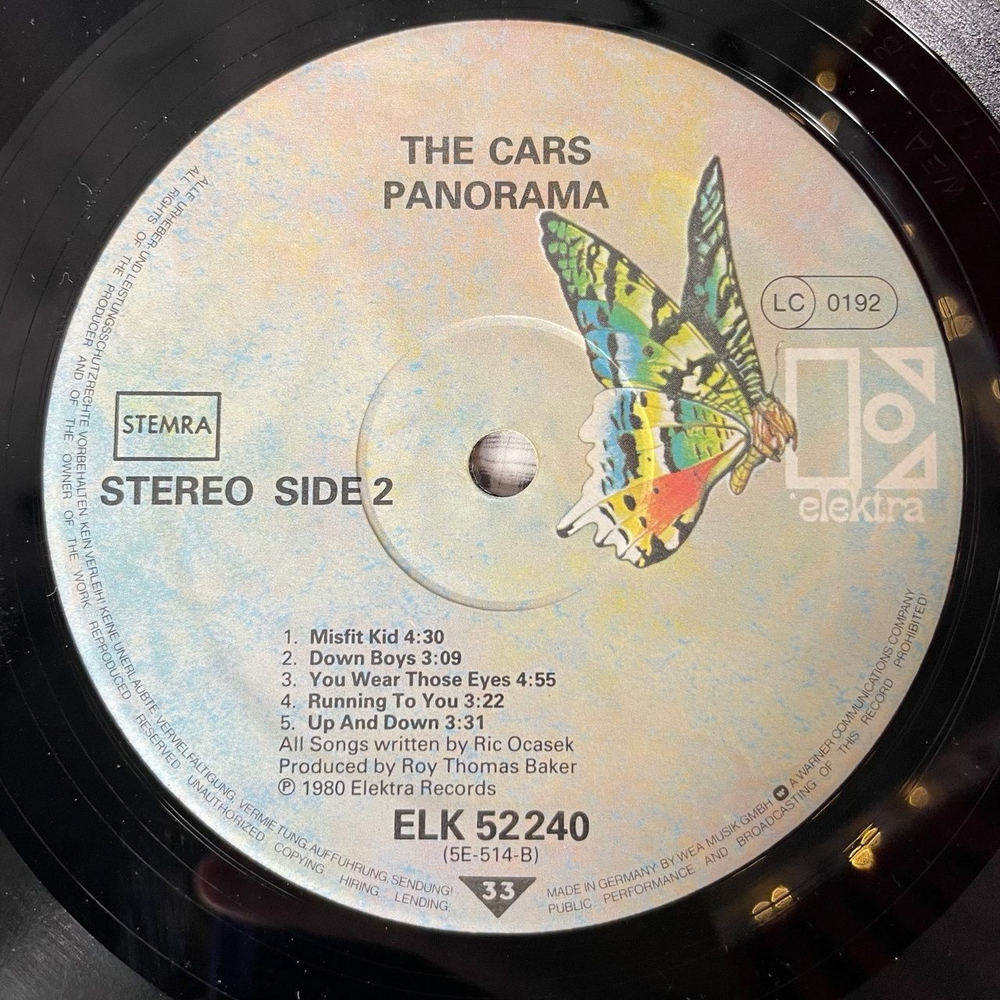 THE CARS
PANORAMA
LC 0192
elektra
STEMRA
STEREO SIDE 2
1. Misfit Kid 4:30
2. Down Boys 3:09
3. You Wear Those Eyes 4:55
4. Running To You 3:22
5. Up And Down 3:31
All Songs written by Ric Ocasek
Produced by Roy Thomas Baker
℗ 1980 Elektra Records
ELK 52240
(5E-514-B)
33
ALLE URHEBER-UND LEISTUNGSSCHUTZRECHTE VORBEHALTEN. KEIN VERLEIH! KEINE UNERLAUBTE VERVIELFÄLTIGUNG, VERMIETUNG, AUFFÜHRUNG, SENDUNG!
ALL RIGHTS OF THE PRODUCER AND OF THE OWNER OF THE WORK REPRODUCED RESERVED UNAUTHORIZED COPYING HIRING LENDING,
MADE IN GERMANY BY WEA MUSIK GMBH A WARNER COMMUNICATIONS COMPANY
PUBLIC PERFORMANCE AND BROADCASTING OF THIS RECORD PROHIBITED!